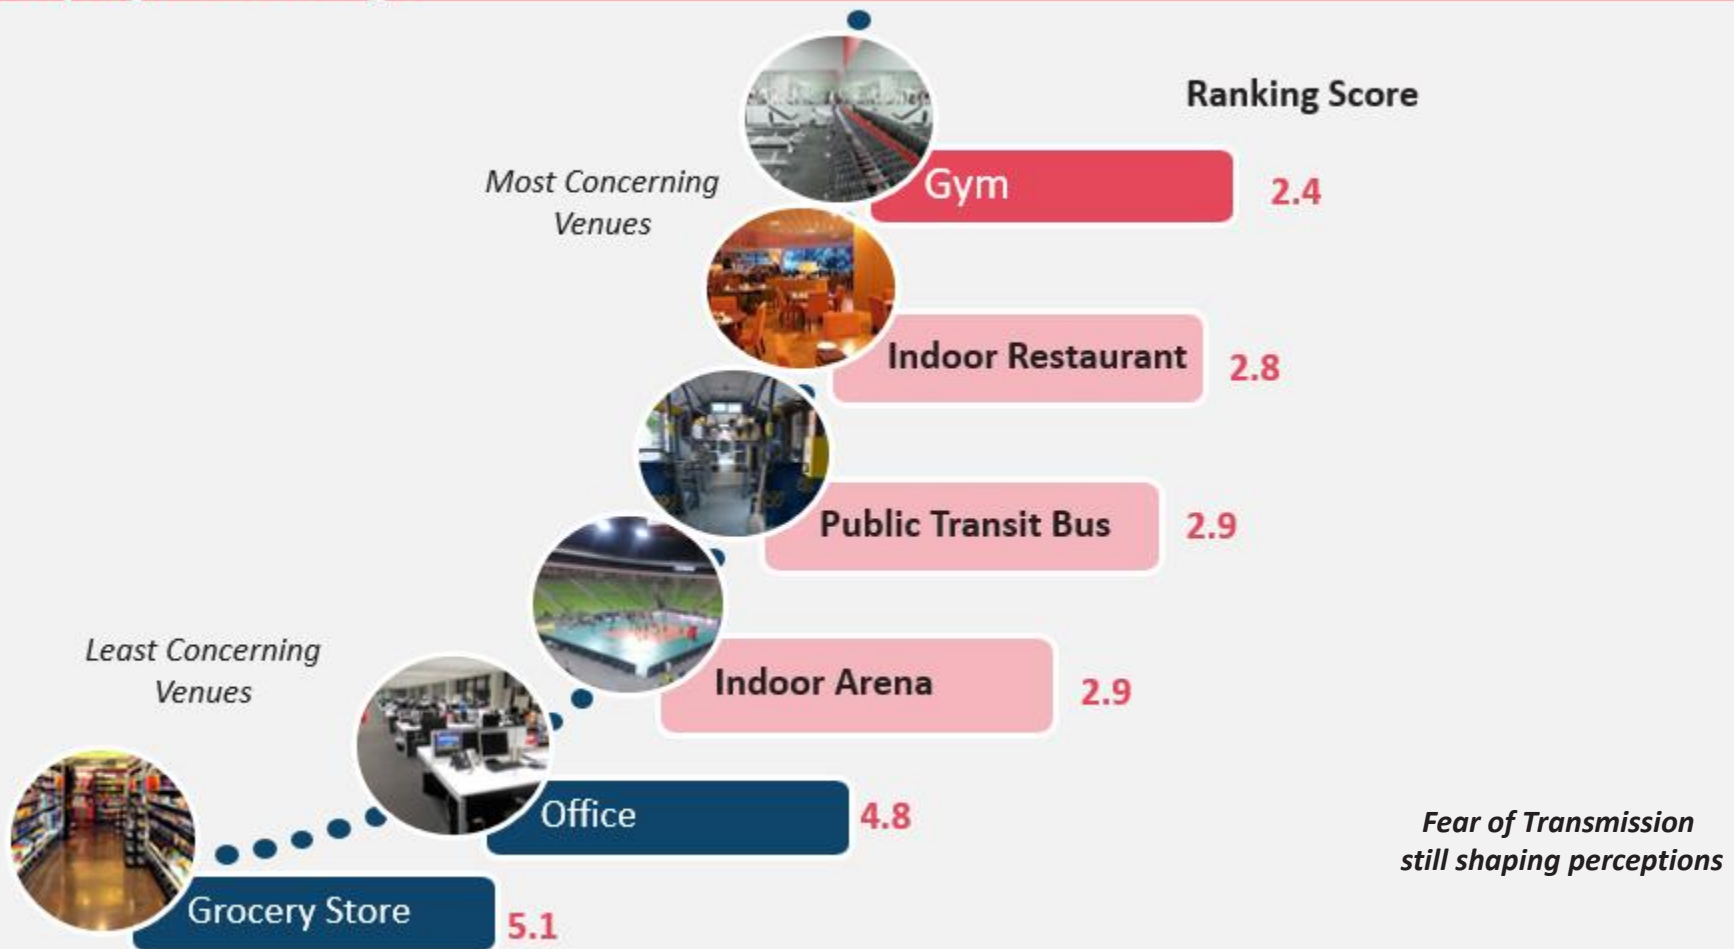 Ranking Score
Most Concerning
Venues
Gym
2.4
Indoor Restaurant
2.8
Public Transit Bus
2.9
Least Concerning
Venues
Indoor Arena
2.9
Office
4.8
Fear of Transmission
still shaping perceptions
Grocery Store
5.1